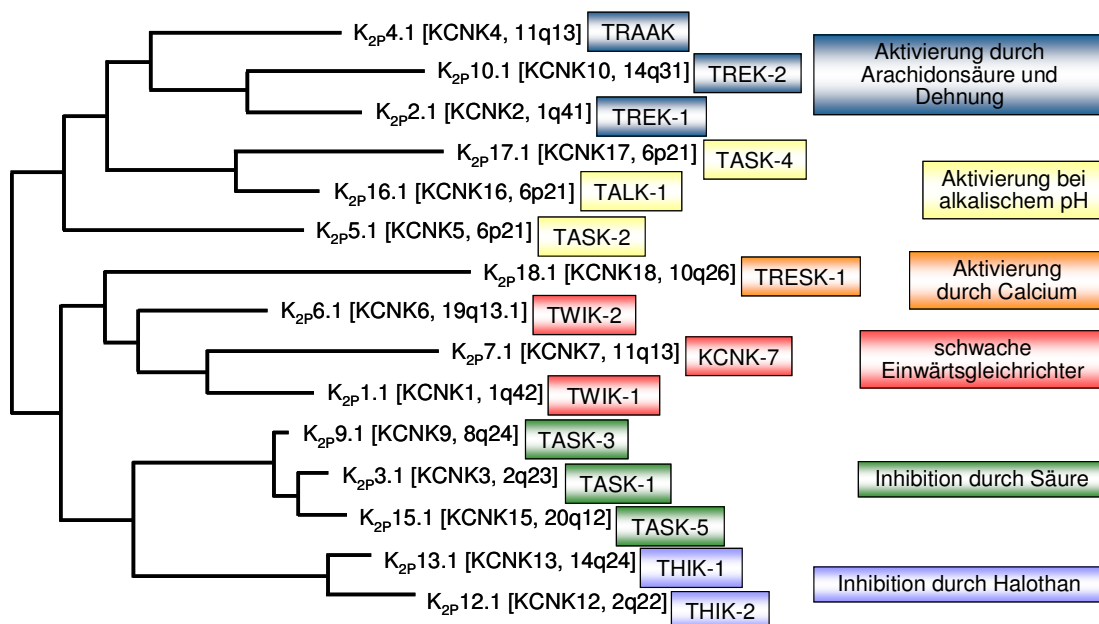 K2P4.1 [KCNK4, 11q13] TRAAK
K2P10.1 [KCNK10, 14q31] TREK-2
K2P2.1 [KCNK2, 1q41] TREK-1
Aktivierung durch
Arachidonsäure und
Dehnung
K2P17.1 [KCNK17, 6p21] TASK-4
K2P16.1 [KCNK16, 6p21] TALK-1
K2P5.1 [KCNK5, 6p21] TASK-2
Aktivierung bei
alkalischem pH
K2P18.1 [KCNK18, 10q26] TRESK-1
Aktivierung
durch Calcium
K2P6.1 [KCNK6, 19q13.1] TWIK-2
K2P7.1 [KCNK7, 11q13] KCNK-7
K2P1.1 [KCNK1, 1q42] TWIK-1
schwache
Einwärtsgleichrichter
K2P9.1 [KCNK9, 8q24] TASK-3
K2P3.1 [KCNK3, 2q23] TASK-1
K2P15.1 [KCNK15, 20q12] TASK-5
Inhibition durch Säure
K2P13.1 [KCNK13, 14q24] THIK-1
K2P12.1 [KCNK12, 2q22] THIK-2
Inhibition durch Halothan